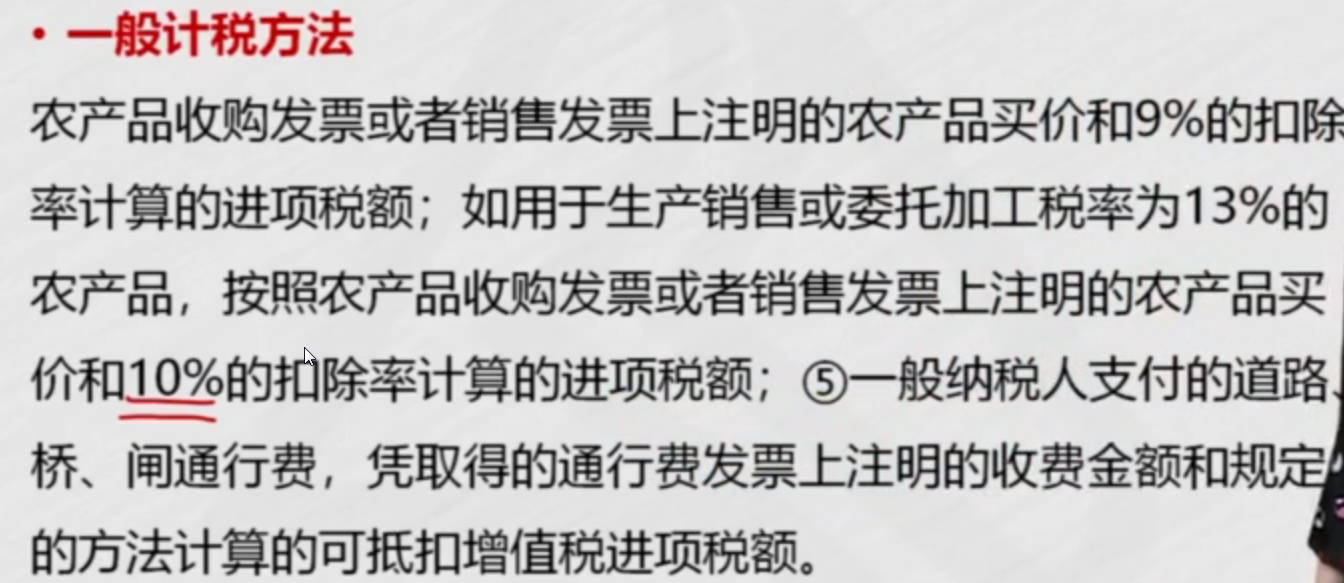 • 一般计税方法
农产品收购发票或者销售发票上注明的农产品买价和9%的扣除
率计算的进项税额；如用于生产销售或委托加工税率为13%的
农产品，按照农产品收购发票或者销售发票上注明的农产品买
价和10%的扣除率计算的进项税额；⑤一般纳税人支付的道路、
桥、闸通行费，凭取得的通行费发票上注明的收费金额和规定
的方法计算的可抵扣增值税进项税额。